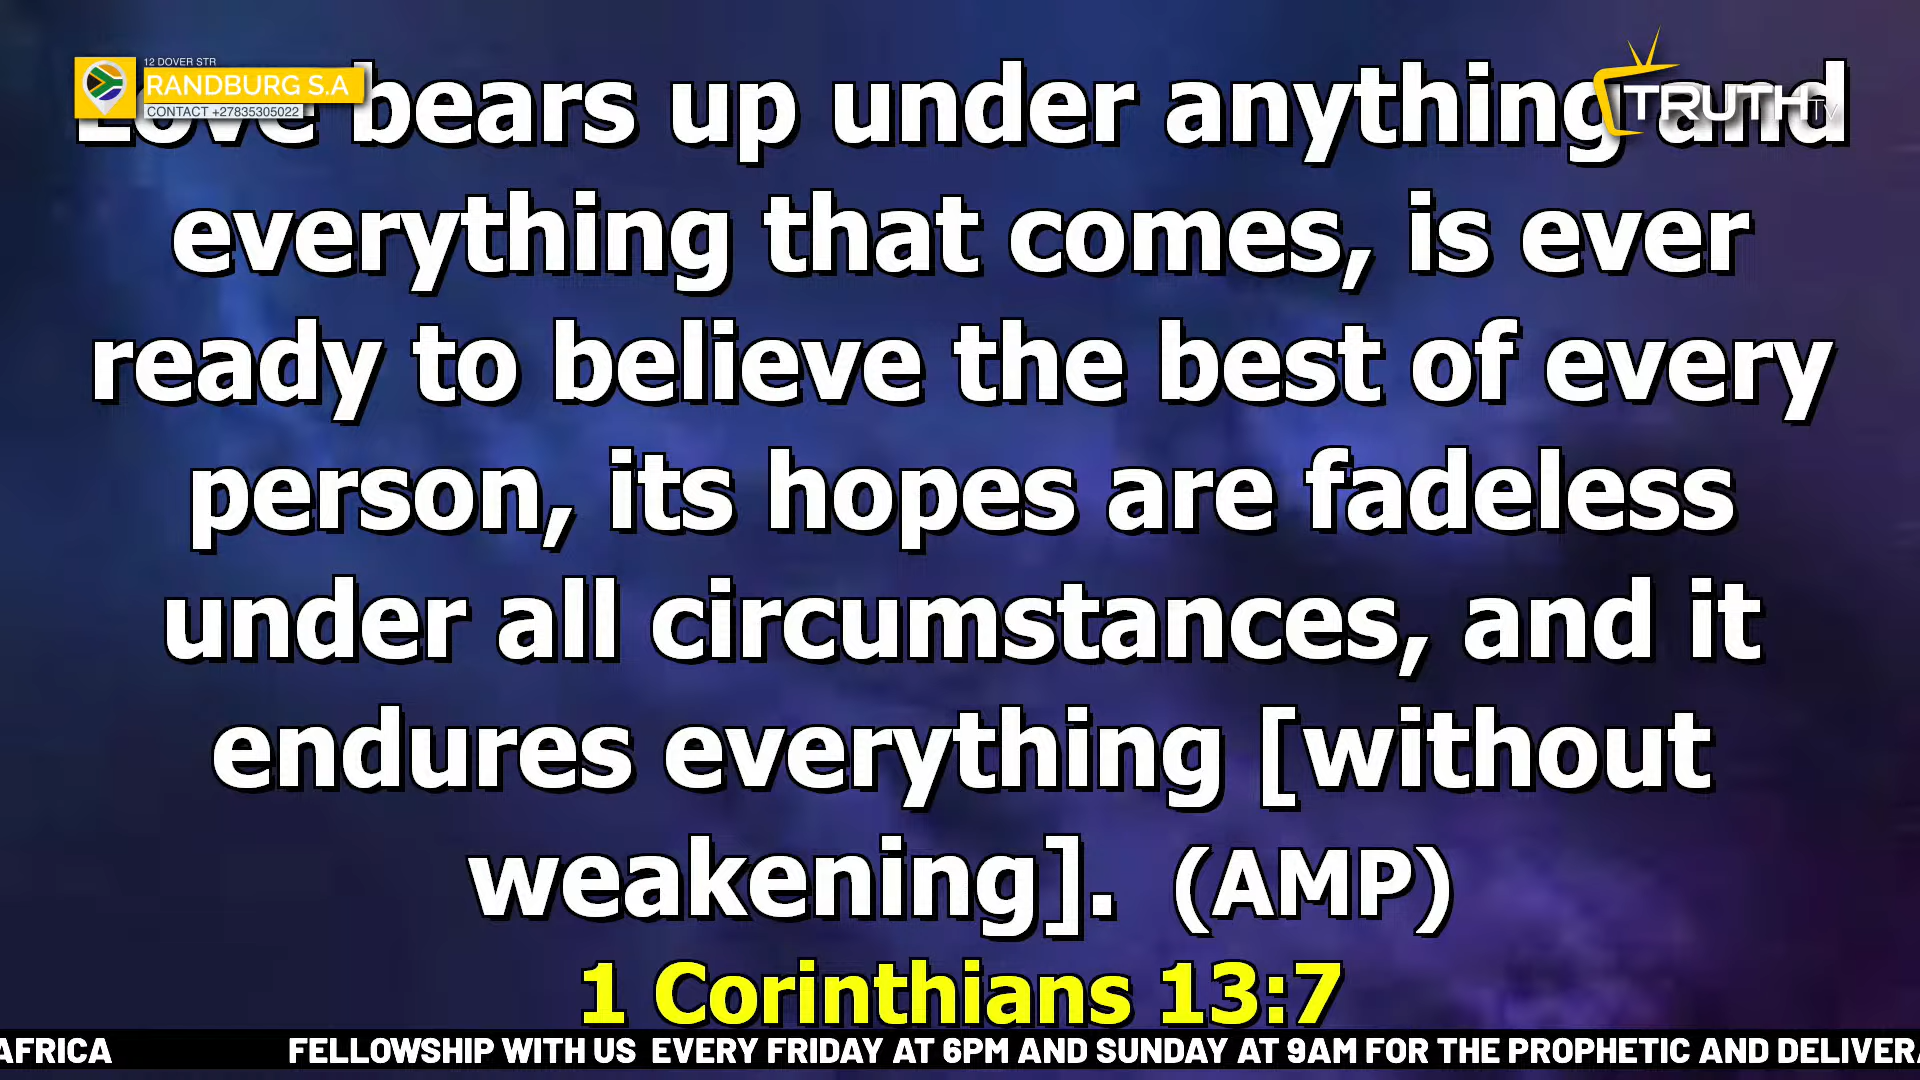 12 DOVER STR
RANDBURG S.A
CONTACT +27835305022
TRUTH TV
Love bears up under anything and
everything that comes, is ever
ready to believe the best of every
person, its hopes are fadeless
under all circumstances, and it
endures everything [without
weakening]. (AMP)
1 Corinthians 13:7
AFRICA FELLOWSHIP WITH US EVERY FRIDAY AT 6PM AND SUNDAY AT 9AM FOR THE PROPHETIC AND DELIVER